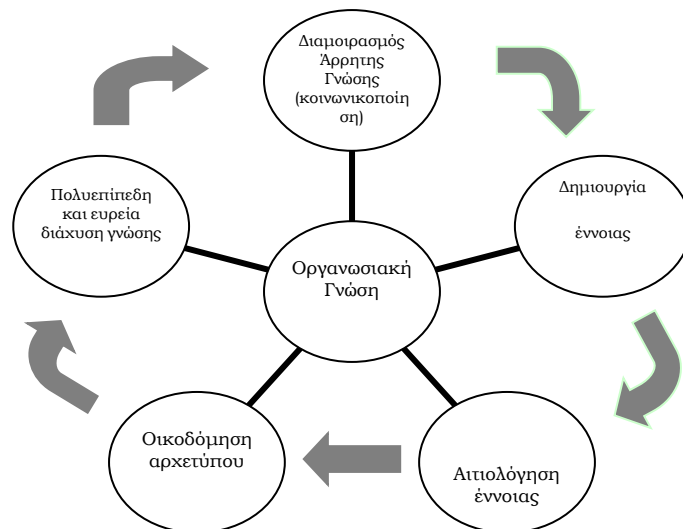 Διαμοιρασμός
Άρρητης
Γνώσης
(κοινωνικοποίη
ση)
Δημιουργία
έννοιας
Αιτιολόγηση
έννοιας
Οικοδόμηση
αρχετύπου
Πολυεπίπεδη
και ευρεία
διάχυση γνώσης
Οργανωσιακή
Γνώση